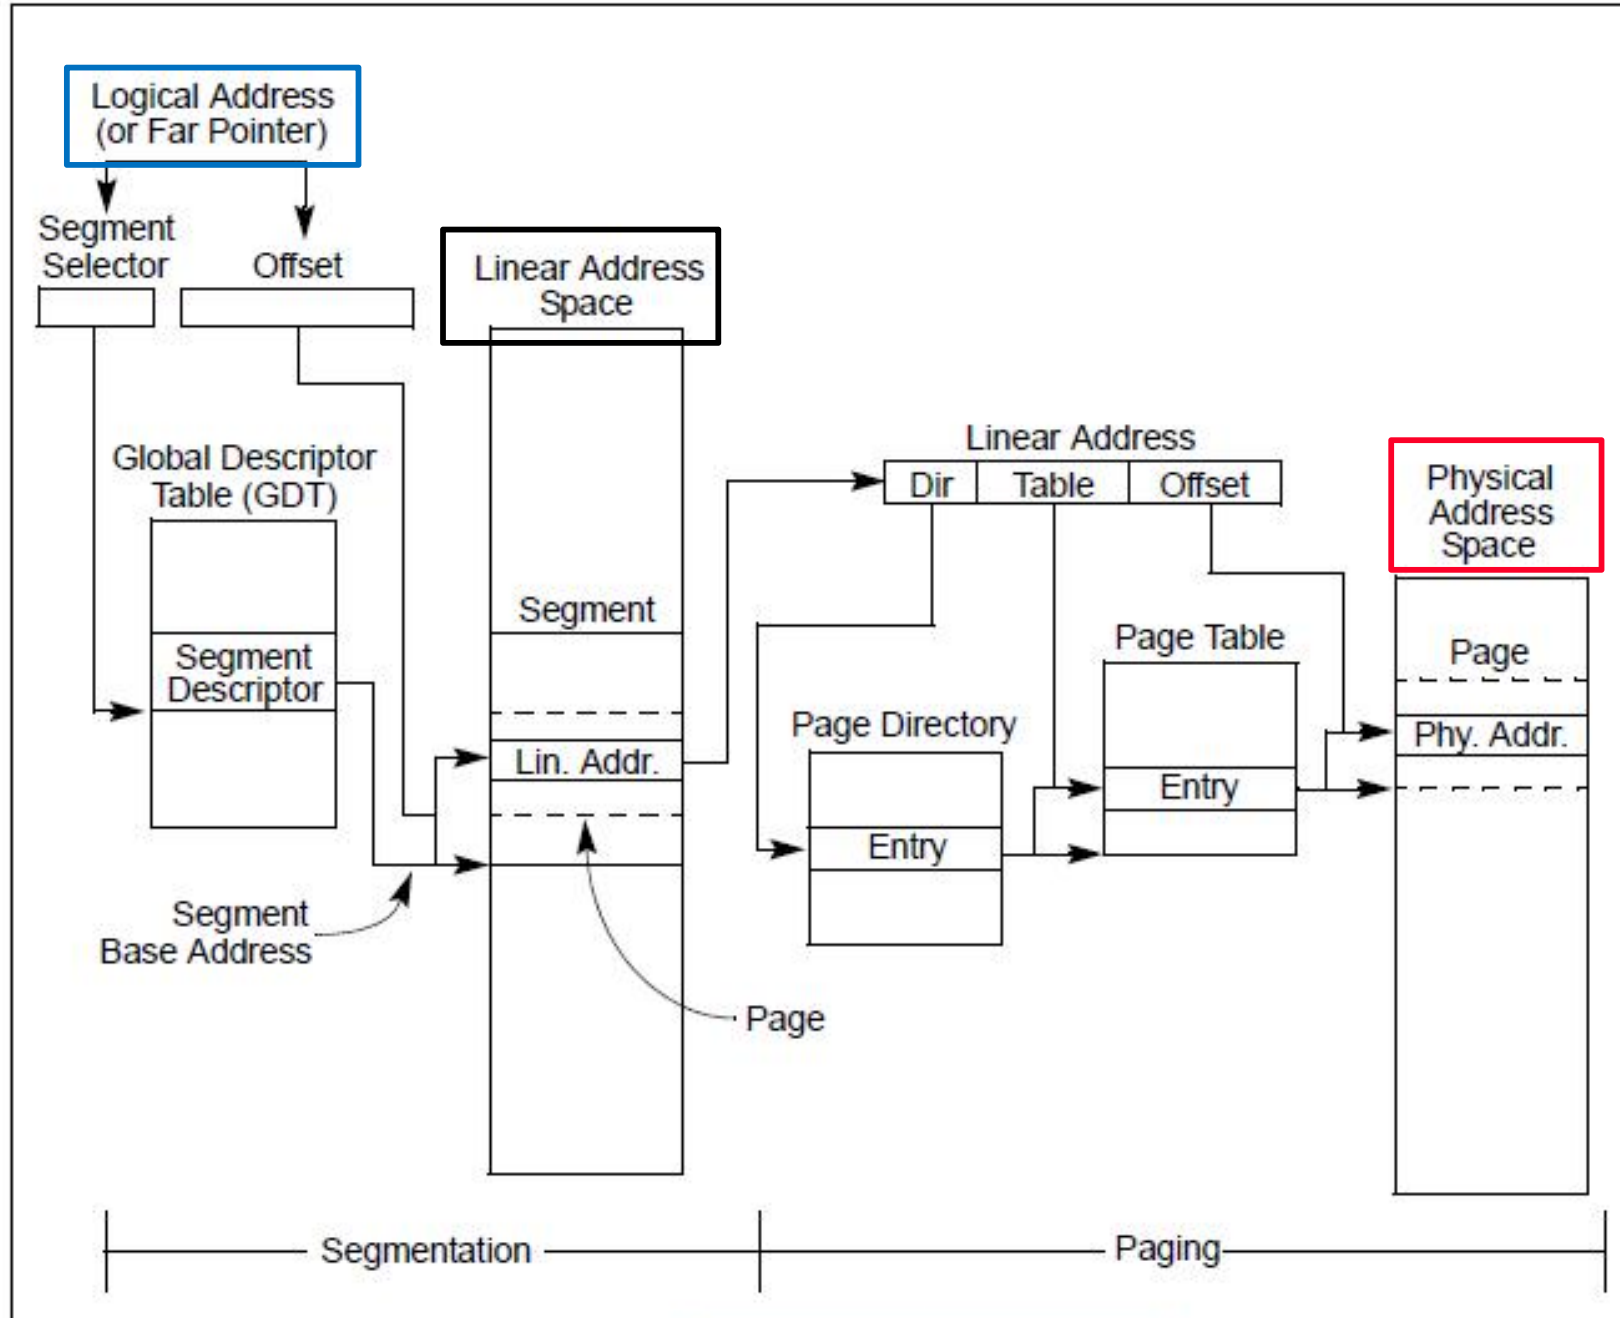 Logical Address
(or Far Pointer)
Segment
Selector
Offset
Linear Address
Space
Global Descriptor
Table (GDT)
Linear Address
Dir
Table
Offset
Physical
Address
Space
Segment
Segment
Descriptor
Page Table
Page
Page Directory
Lin. Addr.
Phy. Addr.
Entry
Entry
Segment
Base Address
Page
Segmentation
Paging